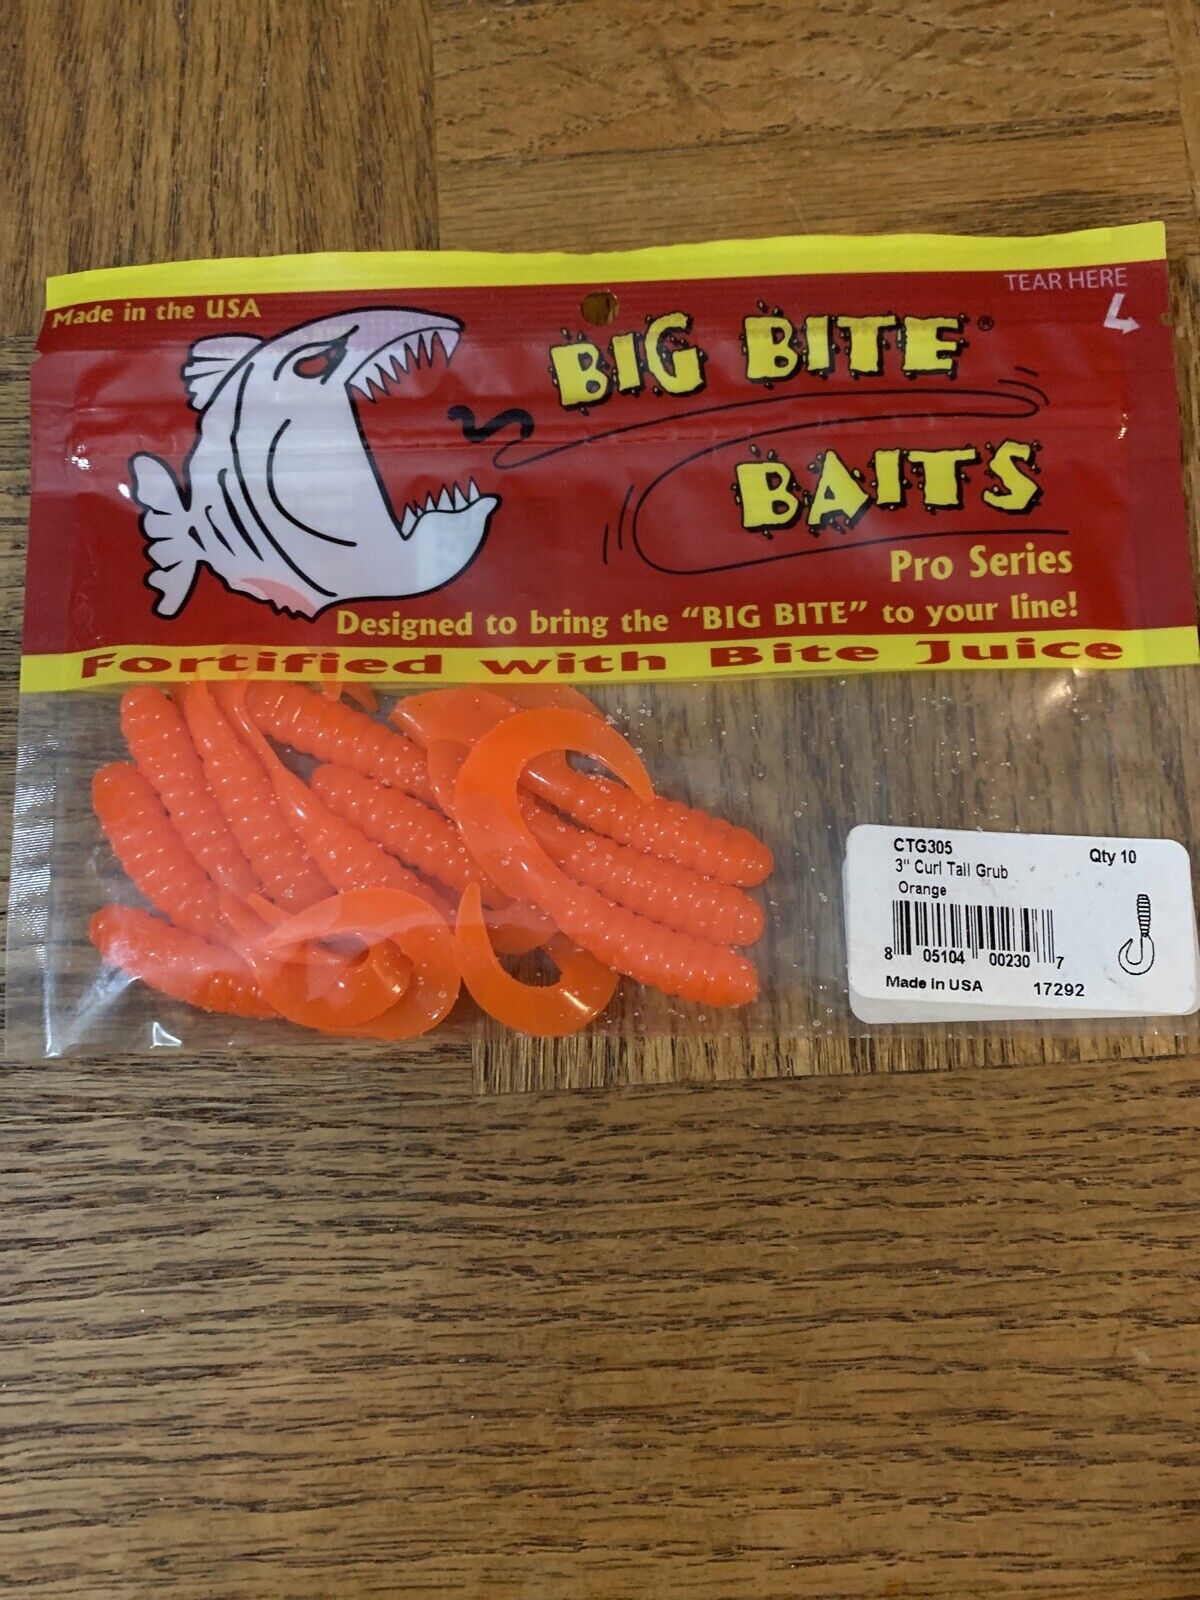 Made in the USA
TEAR HERE
BIG BITE®
BAITS
Pro Series
Designed to bring the "BIG BITE" to your line!
Fortified with Bite Juice
CTG305
Qty 10
3" Curl Tail Grub
Orange
8 05104 00230 7
Made in USA 17292